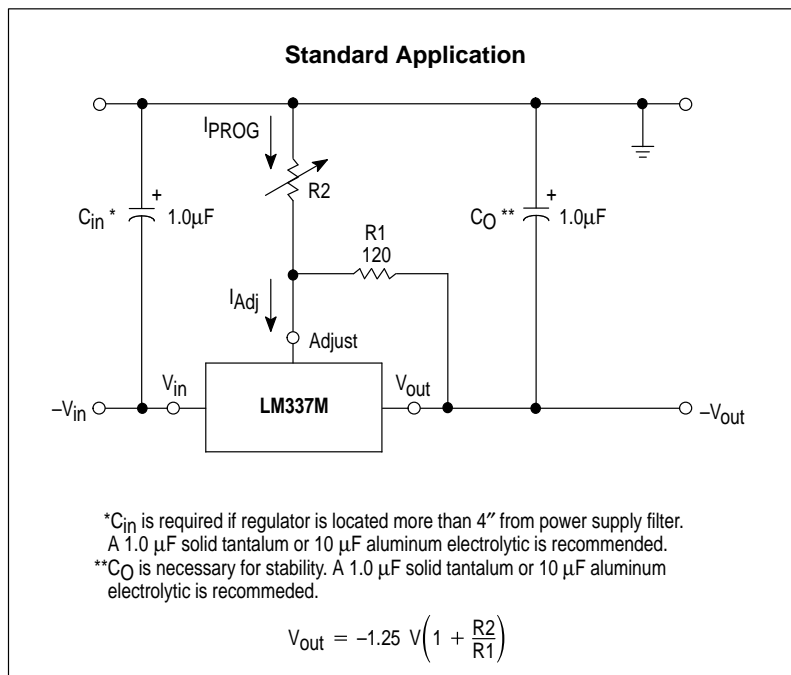 Standard Application
IPROG
R2
Cin *
+
1.0μF
R1
120
CO **
+
1.0μF
IAdj
Adjust
Vin
Vout
–Vin
LM337M
–Vout
*Cin is required if regulator is located more than 4″ from power supply filter.
A 1.0 μF solid tantalum or 10 μF aluminum electrolytic is recommended.
**CO is necessary for stability. A 1.0 μF solid tantalum or 10 μF aluminum
electrolytic is recommeded.
Vout = –1.25 V(1 + R2/R1)